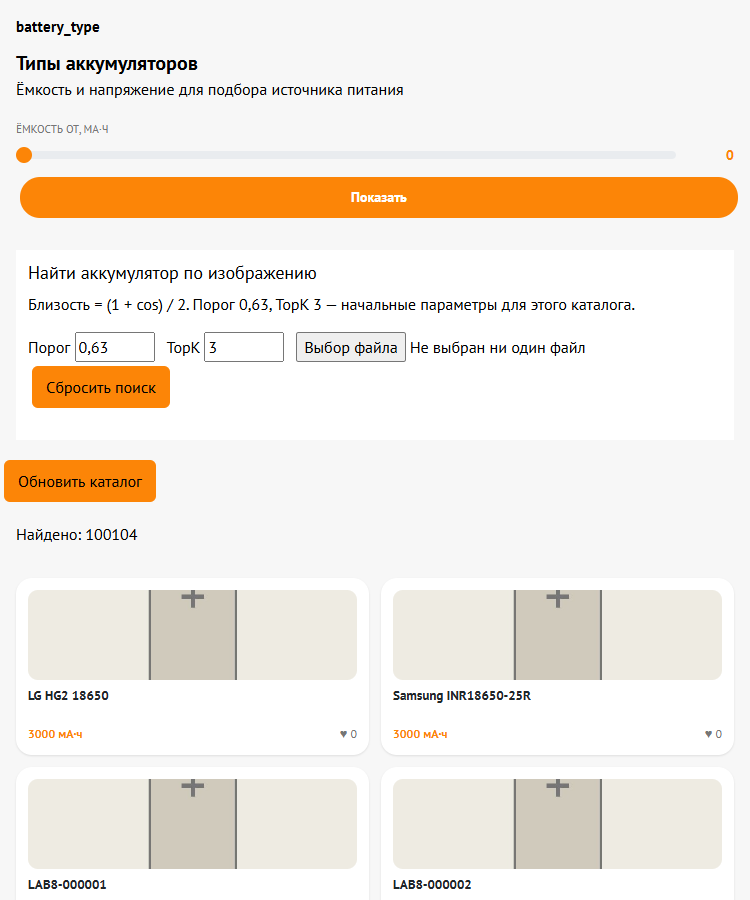 battery_type
Типы аккумуляторов
Ёмкость и напряжение для подбора источника питания
ЁМКОСТЬ ОТ, МА·Ч
0
Показать
Найти аккумулятор по изображению
Близость = (1 + cos) / 2. Порог 0,63, TopK 3 — начальные параметры для этого каталога.
Порог 0,63 TopK 3 Выбор файла Не выбран ни один файл
Сбросить поиск
Обновить каталог
Найдено: 100104
LG HG2 18650
3000 мА·ч ♥ 0
Samsung INR18650-25R
3000 мА·ч ♥ 0
LAB8-000001
LAB8-000002